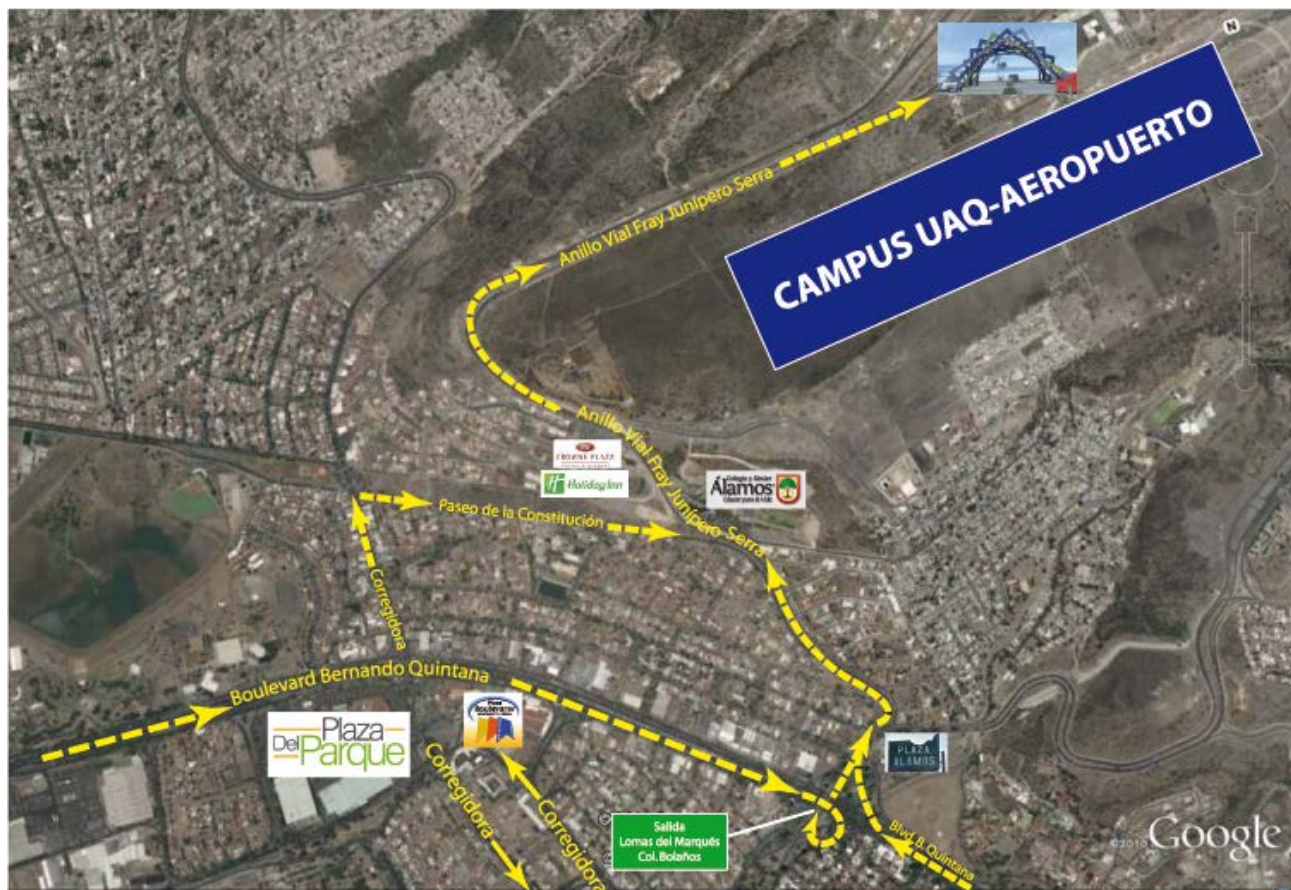 N
CAMPUS UAQ-AEROPUERTO
Anillo Vial Fray Junípero Serra
Anillo Vial Fray Junípero Serra
CROWNE PLAZA
Holiday Inn
Álamos
Paseo de la Constitución
Corregidora
Boulevard Bernando Quintana
Plaza
Del Parque
PLAZA
ALAMOS
Corregidora
Corregidora
Salida
Lomas del Marqués
Col.Bolaños
Blvd. B. Quintana
©2010 Google